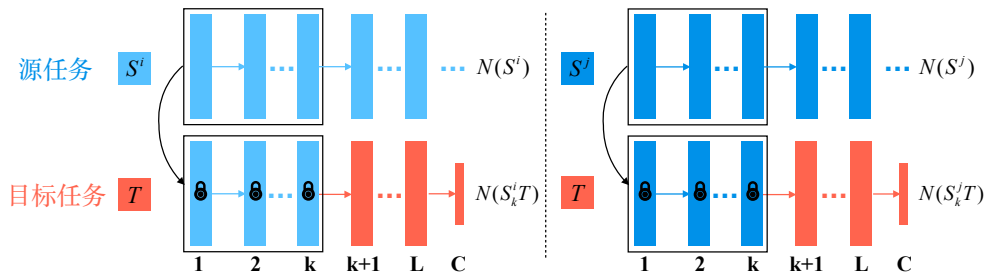 源任务 S^i ... ... ... N(S^i) S^j ... ... ... N(S^j)
目标任务 T ... ... N(S_k^i T) T ... ... N(S_k^j T)
1 2 k k+1 L C 1 2 k k+1 L C